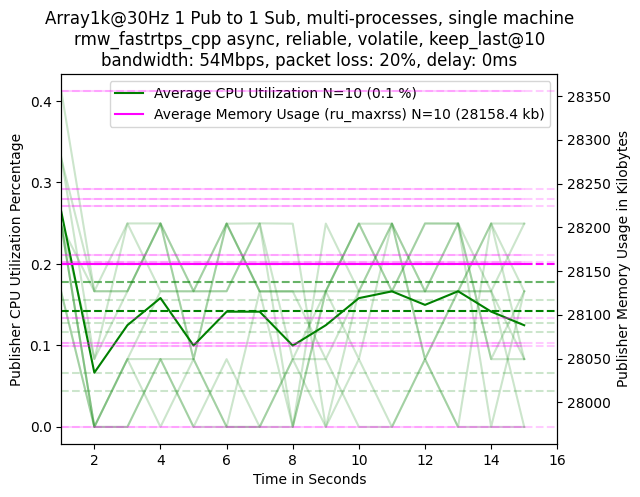 Array1k@30Hz 1 Pub to 1 Sub, multi-processes, single machine
rmw_fastrtps_cpp async, reliable, volatile, keep_last@10
bandwidth: 54Mbps, packet loss: 20%, delay: 0ms
Average CPU Utilization N=10 (0.1 %)
Average Memory Usage (ru_maxrss) N=10 (28158.4 kb)
Publisher CPU Utilization Percentage
0.4
0.3
0.2
0.1
0.0
28350
28300
28250
28200
28150
28100
28050
28000
Publisher Memory Usage in Kilobytes
2 4 6 8 10 12 14 16
Time in Seconds